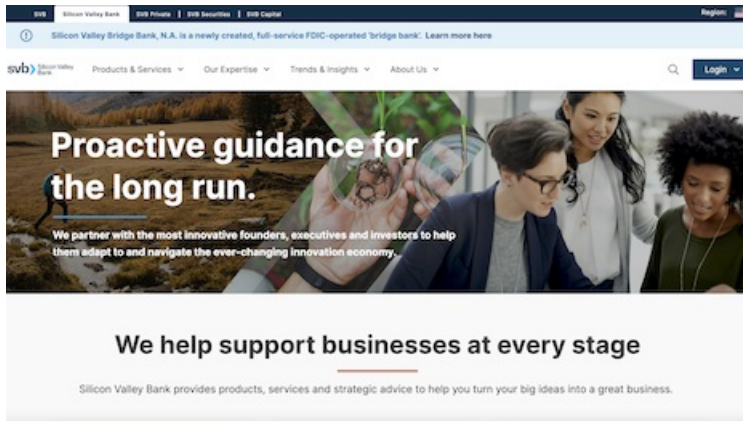 SVB Silicon Valley Bank SVB Private SVB Securities SVB Capital Region:
Silicon Valley Bridge Bank, N.A. is a newly created, full-service FDIC-operated 'bridge bank'. Learn more here
svb Silicon Valley
Bank
Products & Services Our Expertise Trends & Insights About Us Login
Proactive guidance for
the long run.
We partner with the most innovative founders, executives and investors to help
them adapt to and navigate the ever-changing innovation economy.
We help support businesses at every stage
Silicon Valley Bank provides products, services and strategic advice to help you turn your big ideas into a great business.